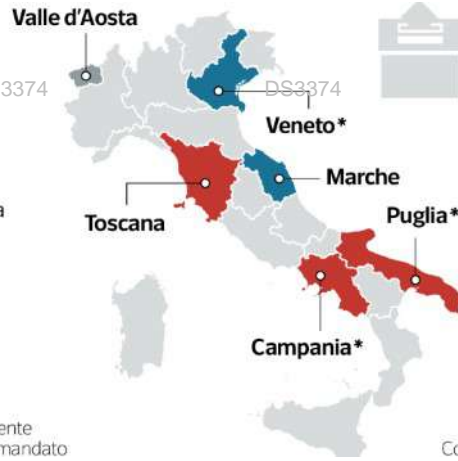 Valle d'Aosta
3374
DS3374
Veneto*
Marche
a
Toscana
Puglia*
Campania*
ente
mandato
Co